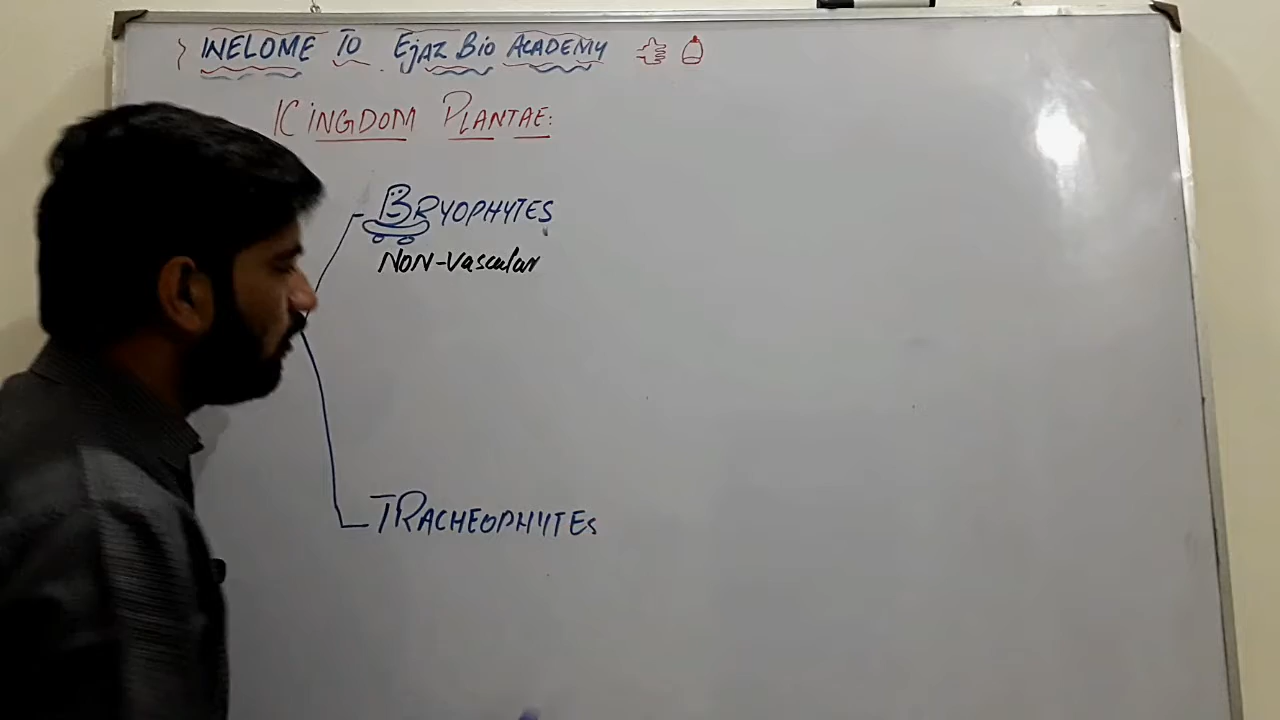 WELOME TO EJAZ BIO ACADEMY
KINGDOM PLANTAE:
BRYOPHYTES
NON-Vascular
TRACHEOPHYTES